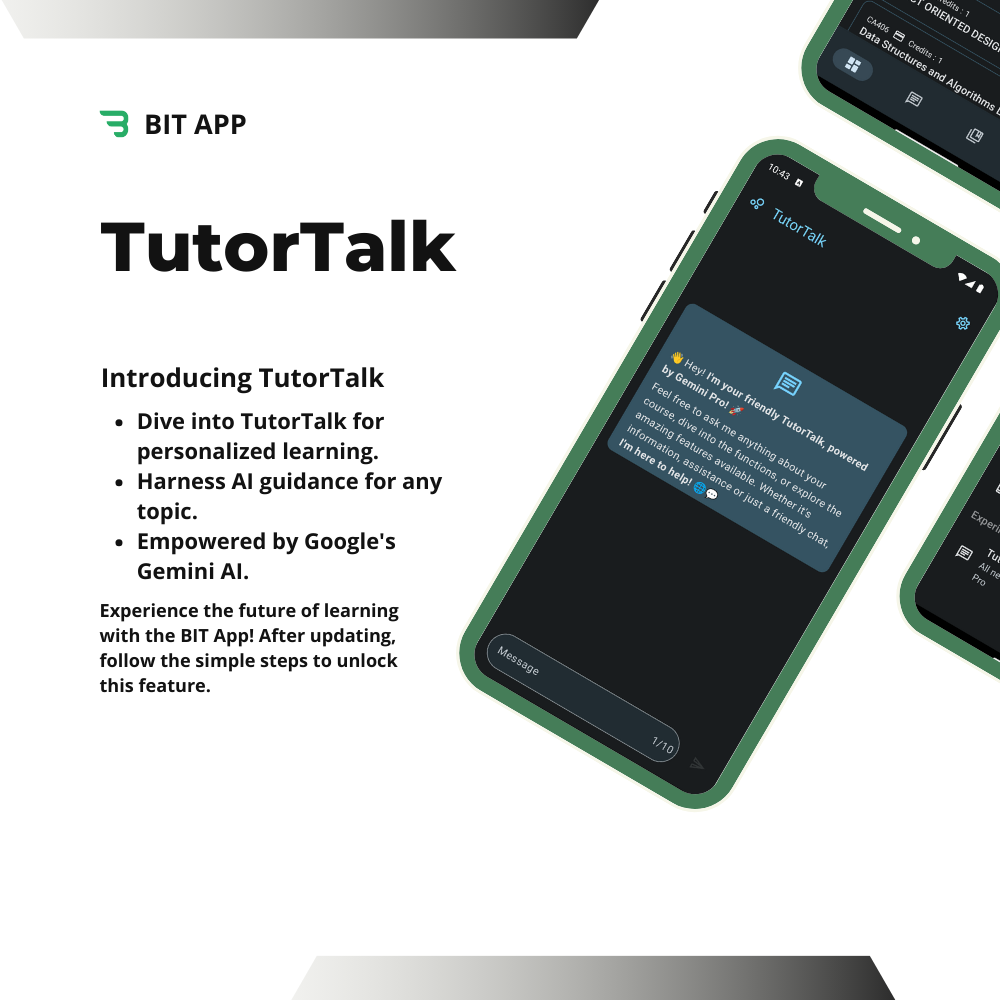 BIT APP
TutorTalk
Introducing TutorTalk
• Dive into TutorTalk for
personalized learning.
• Harness AI guidance for any
topic.
• Empowered by Google's
Gemini AI.
Experience the future of learning
with the BIT App! After updating,
follow the simple steps to unlock
this feature.
Credits : 1
ORIENTED DESIGN
CA406 Credits : 1
Data Structures and Algorithms
10:43
TutorTalk
👋 Hey! I'm your friendly TutorTalk, powered
by Gemini Pro! 🚀
Feel free to ask me anything about your
course, dive into the functions, or explore the
amazing features available. Whether it's
information, assistance or just a friendly chat,
I'm here to help! 🌐💬
Message
1/10
All
Pro